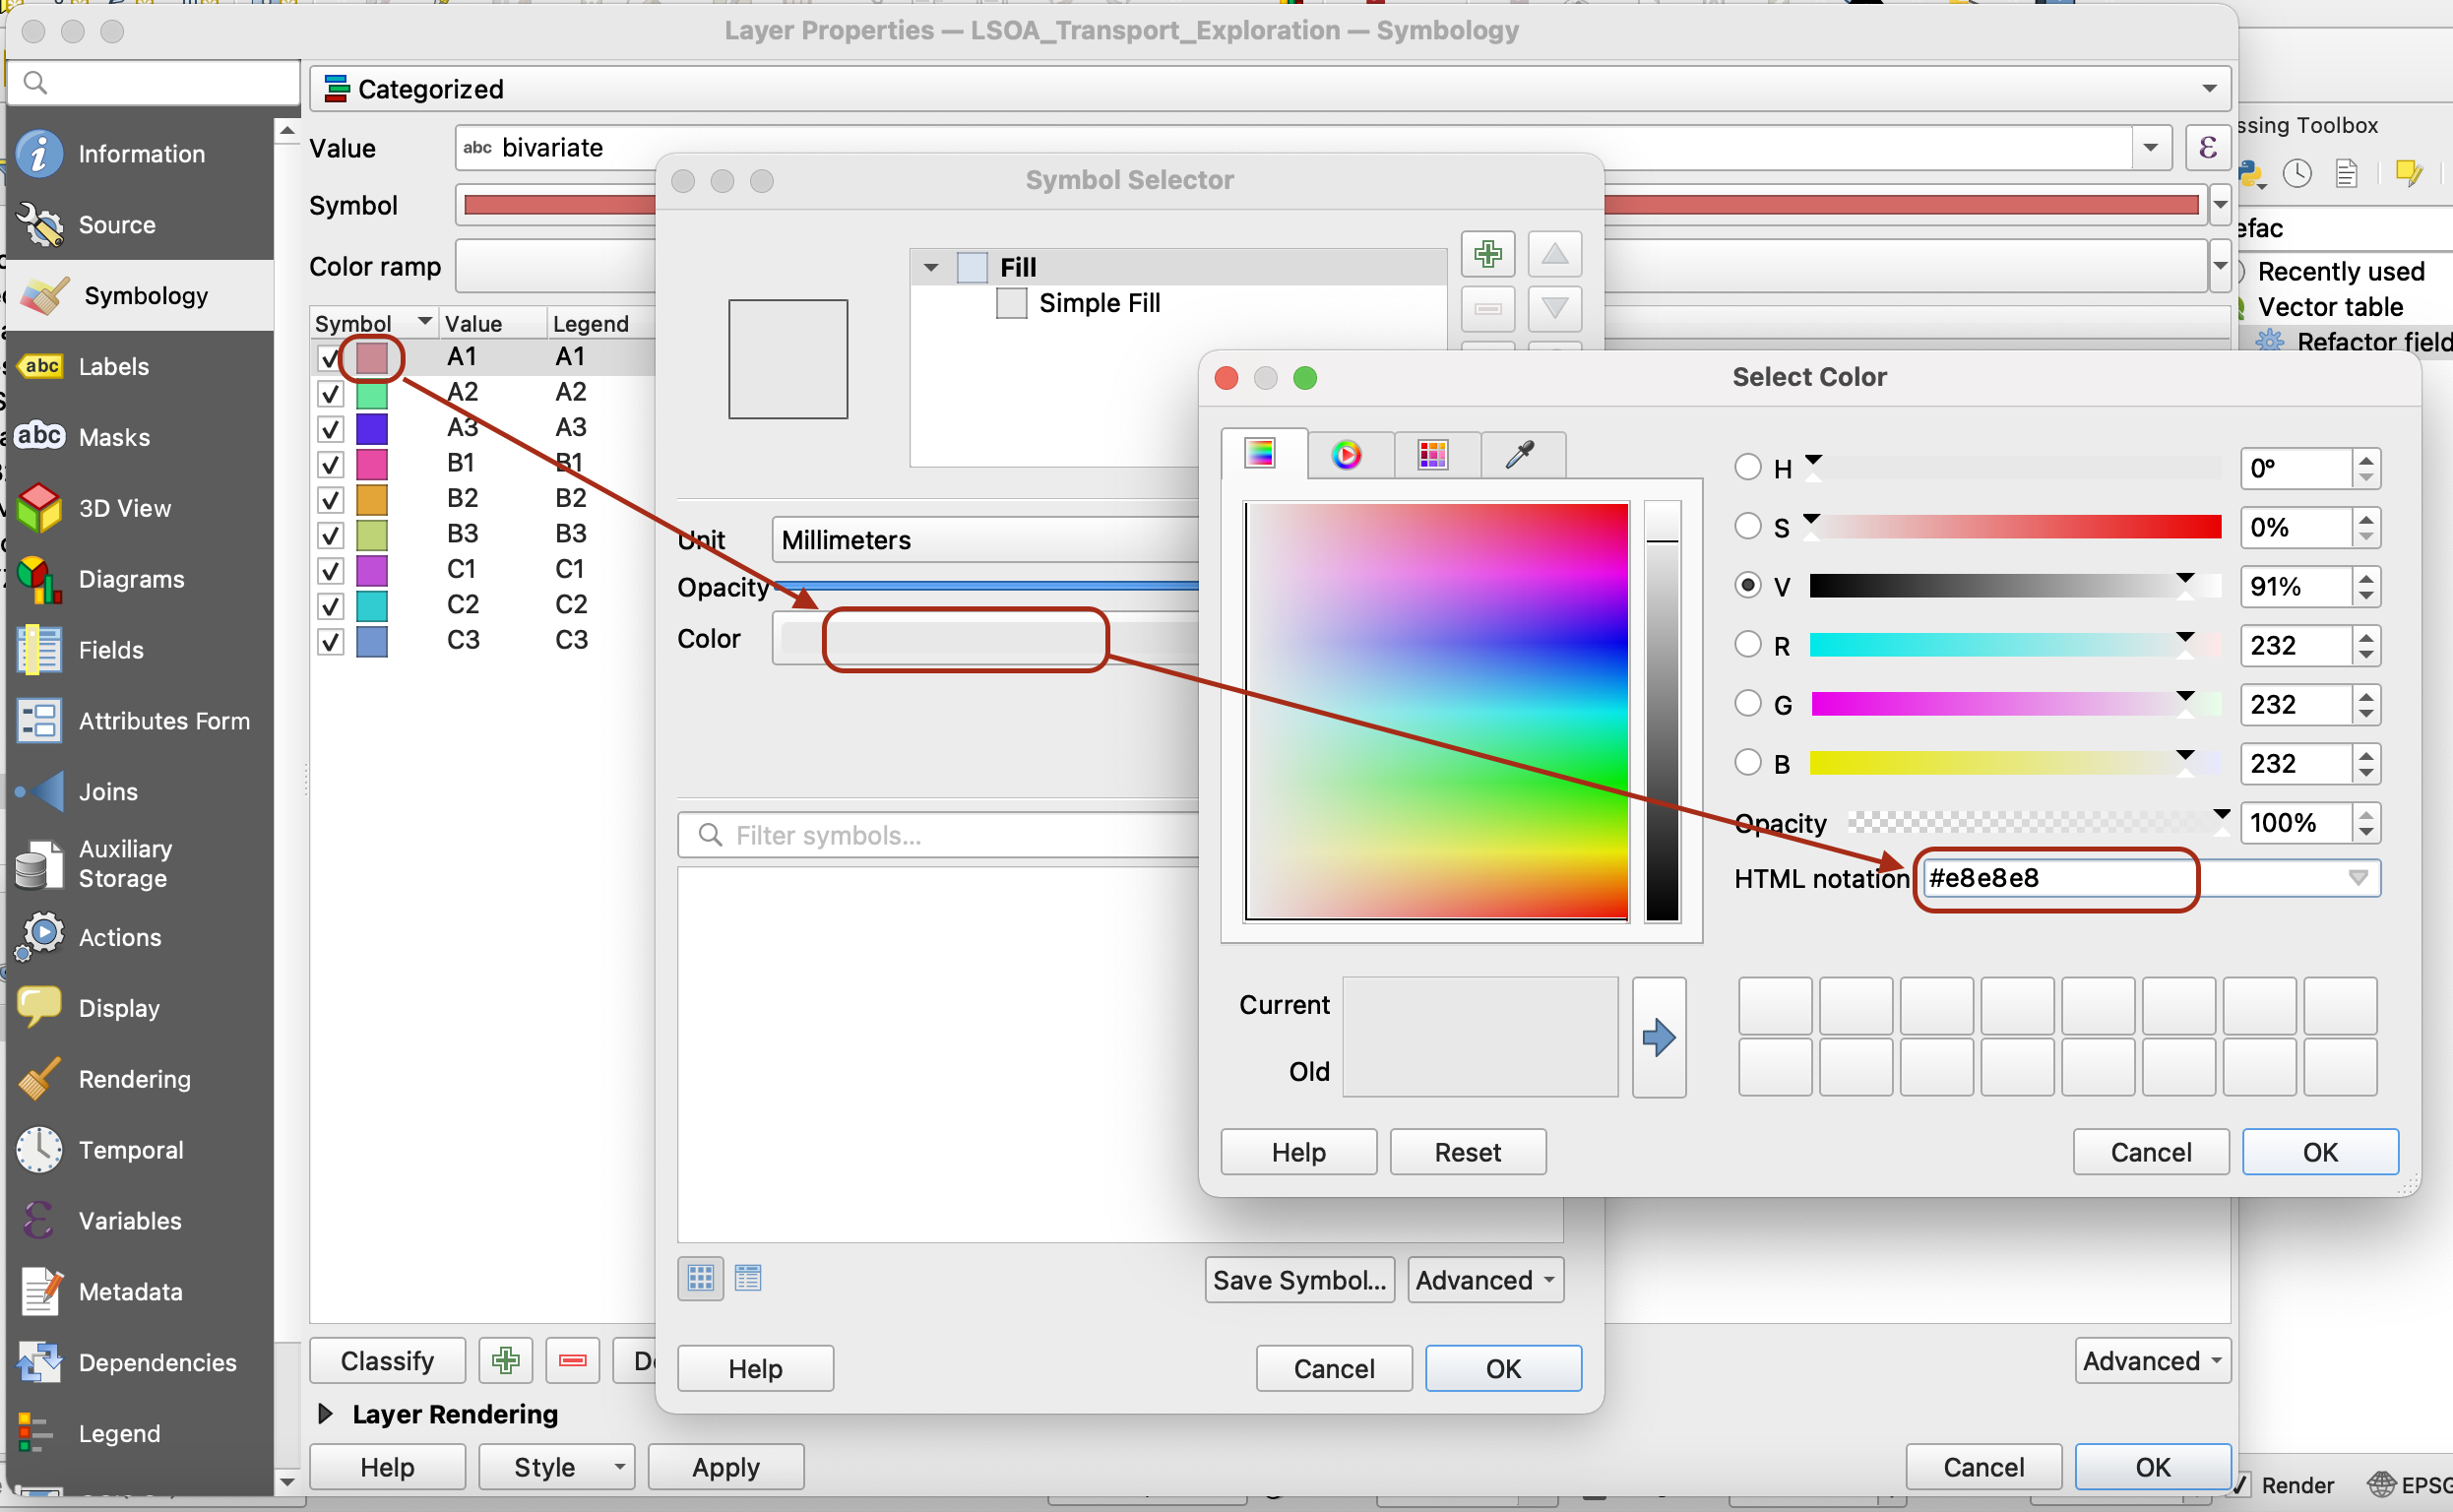 Layer Properties — LSOA_Transport_Exploration — Symbology
Categorized
Value
abc bivariate
ε
Symbol
Color ramp
Symbol Value Legend
A1 A1
A2 A2
A3 A3
B1 B1
B2 B2
B3 B3
C1 C1
C2 C2
C3 C3
Information
Source
Symbology
abc Labels
abc Masks
3D View
Diagrams
Fields
Attributes Form
Joins
Auxiliary
Storage
Actions
Display
Rendering
Temporal
ε Variables
Metadata
Dependencies
Legend
Classify
Layer Rendering
Help Style Apply
Advanced
Cancel OK
Symbol Selector
Fill
Simple Fill
Unit Millimeters
Opacity
Color
Filter symbols...
Save Symbol... Advanced
Help Cancel OK
Select Color
H 0°
S 0%
V 91%
R 232
G 232
B 232
Opacity 100%
HTML notation #e8e8e8
Current
Old
Help Reset Cancel OK
ssing Toolbox
efac
Recently used
Vector table
Refactor field
Render EPSG